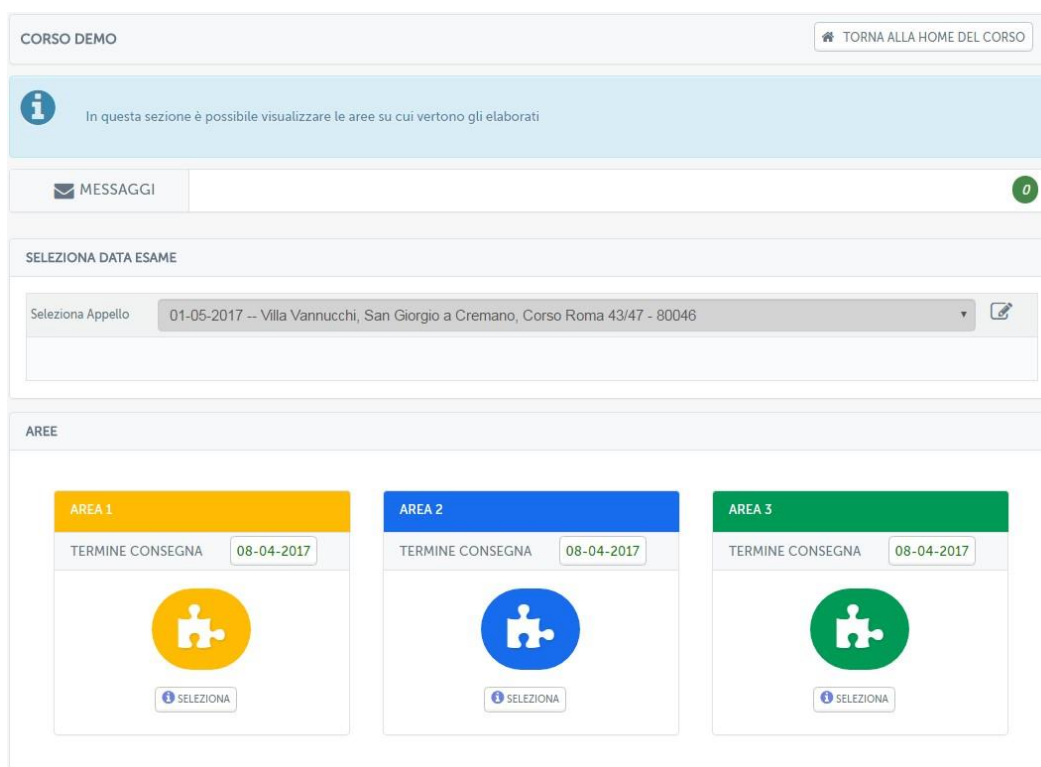 CORSO DEMO
TORNA ALLA HOME DEL CORSO
In questa sezione è possibile visualizzare le aree su cui vertono gli elaborati
MESSAGGI
0
SELEZIONA DATA ESAME
Seleziona Appello
01-05-2017 -- Villa Vannucchi, San Giorgio a Cremano, Corso Roma 43/47 - 80046
AREE
AREA 1
TERMINE CONSEGNA 08-04-2017
SELEZIONA
AREA 2
TERMINE CONSEGNA 08-04-2017
SELEZIONA
AREA 3
TERMINE CONSEGNA 08-04-2017
SELEZIONA